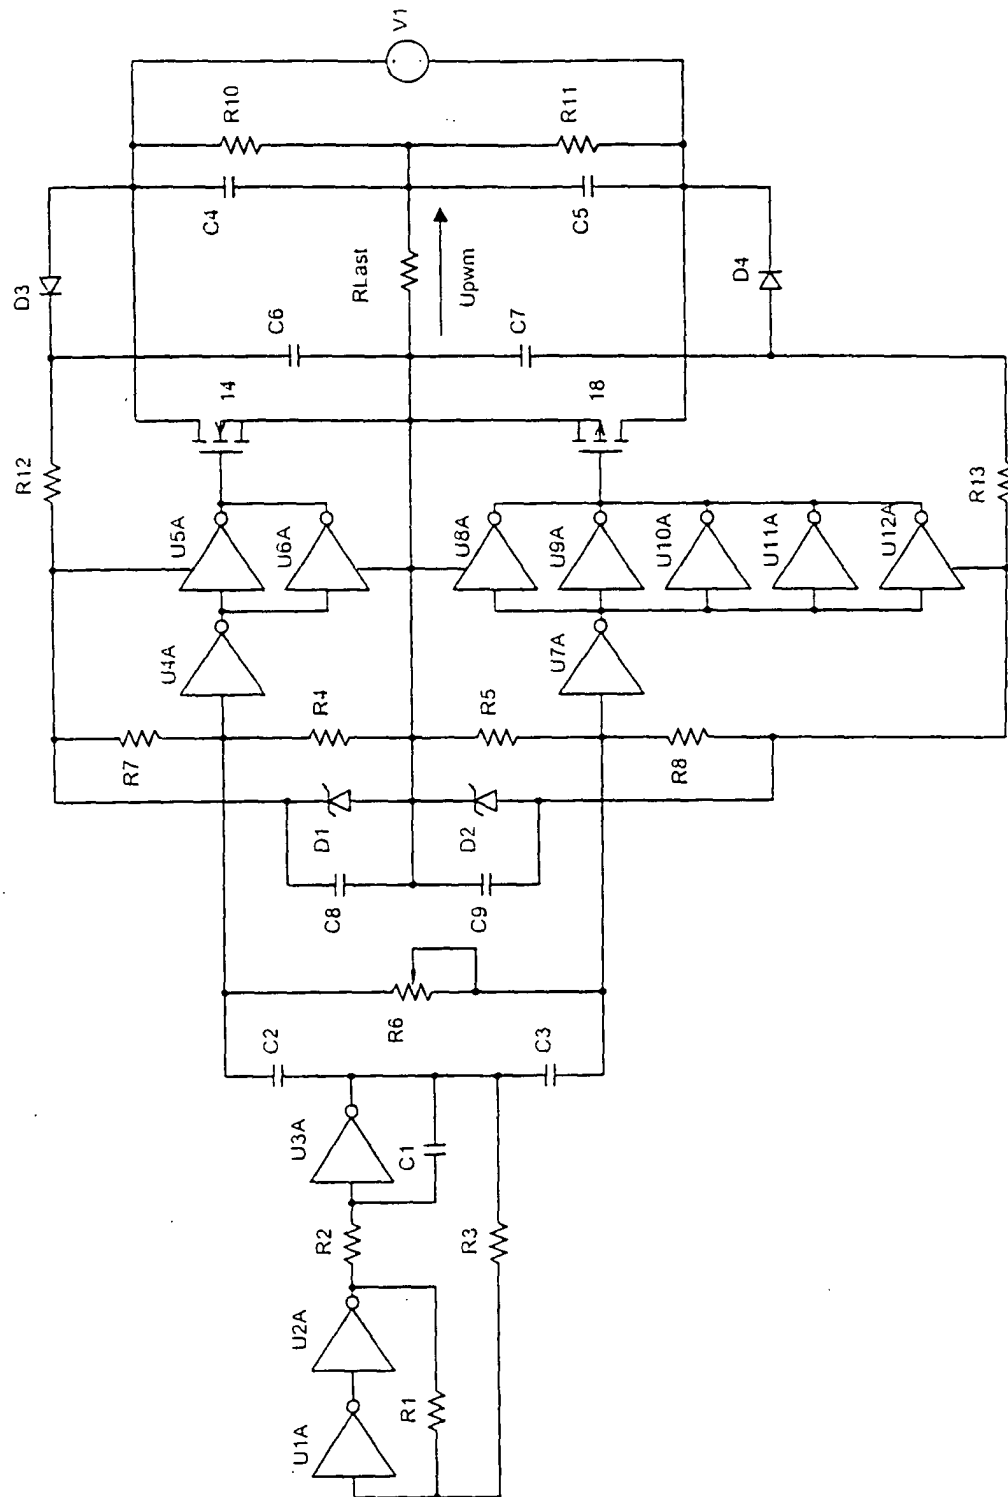 V1
R10
R11
C4
C5
D3
RLast
Upwm
D4
C6
C7
14
18
R12
R13
U5A
U6A
U8A
U9A
U10A
U11A
U12A
U4A
U7A
R7
R4
R5
R8
D1
D2
C8
C9
R6
C2
C3
U3A
C1
R2
R3
U2A
U1A
R1